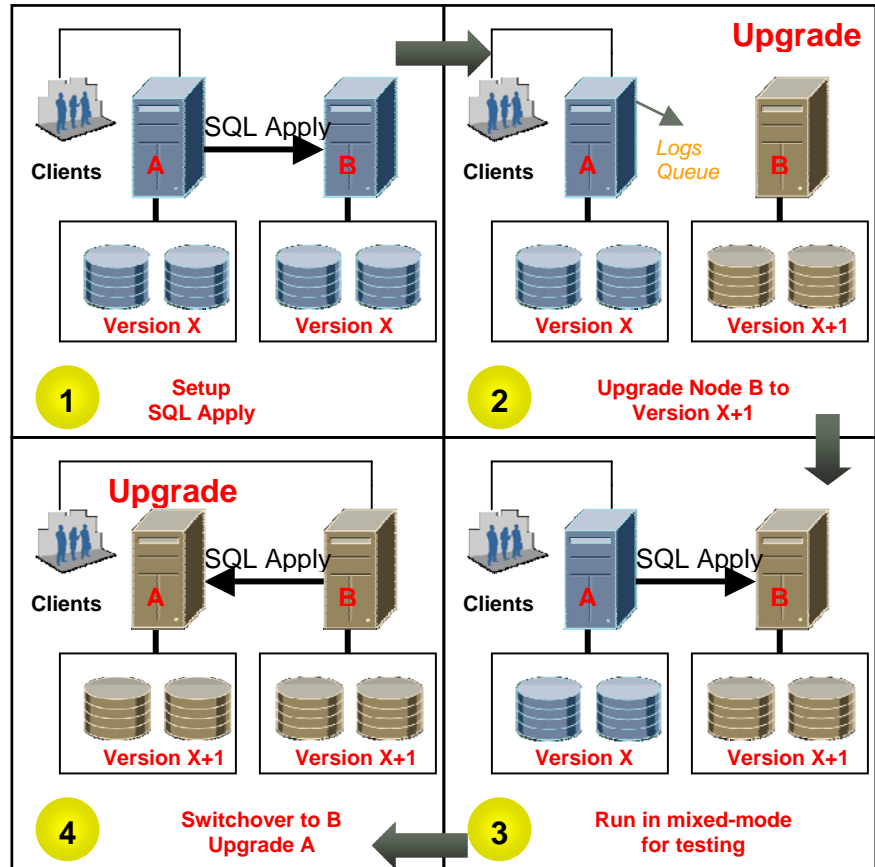 SQL Apply
Clients
A
B
Version X
Version X
1
Setup
SQL Apply
Upgrade
Logs
Queue
Clients
A
B
Version X
Version X+1
2
Upgrade Node B to
Version X+1
SQL Apply
Clients
A
B
Version X
Version X+1
3
Run in mixed-mode
for testing
Upgrade
SQL Apply
Clients
A
B
Version X+1
Version X+1
4
Switchover to B
Upgrade A